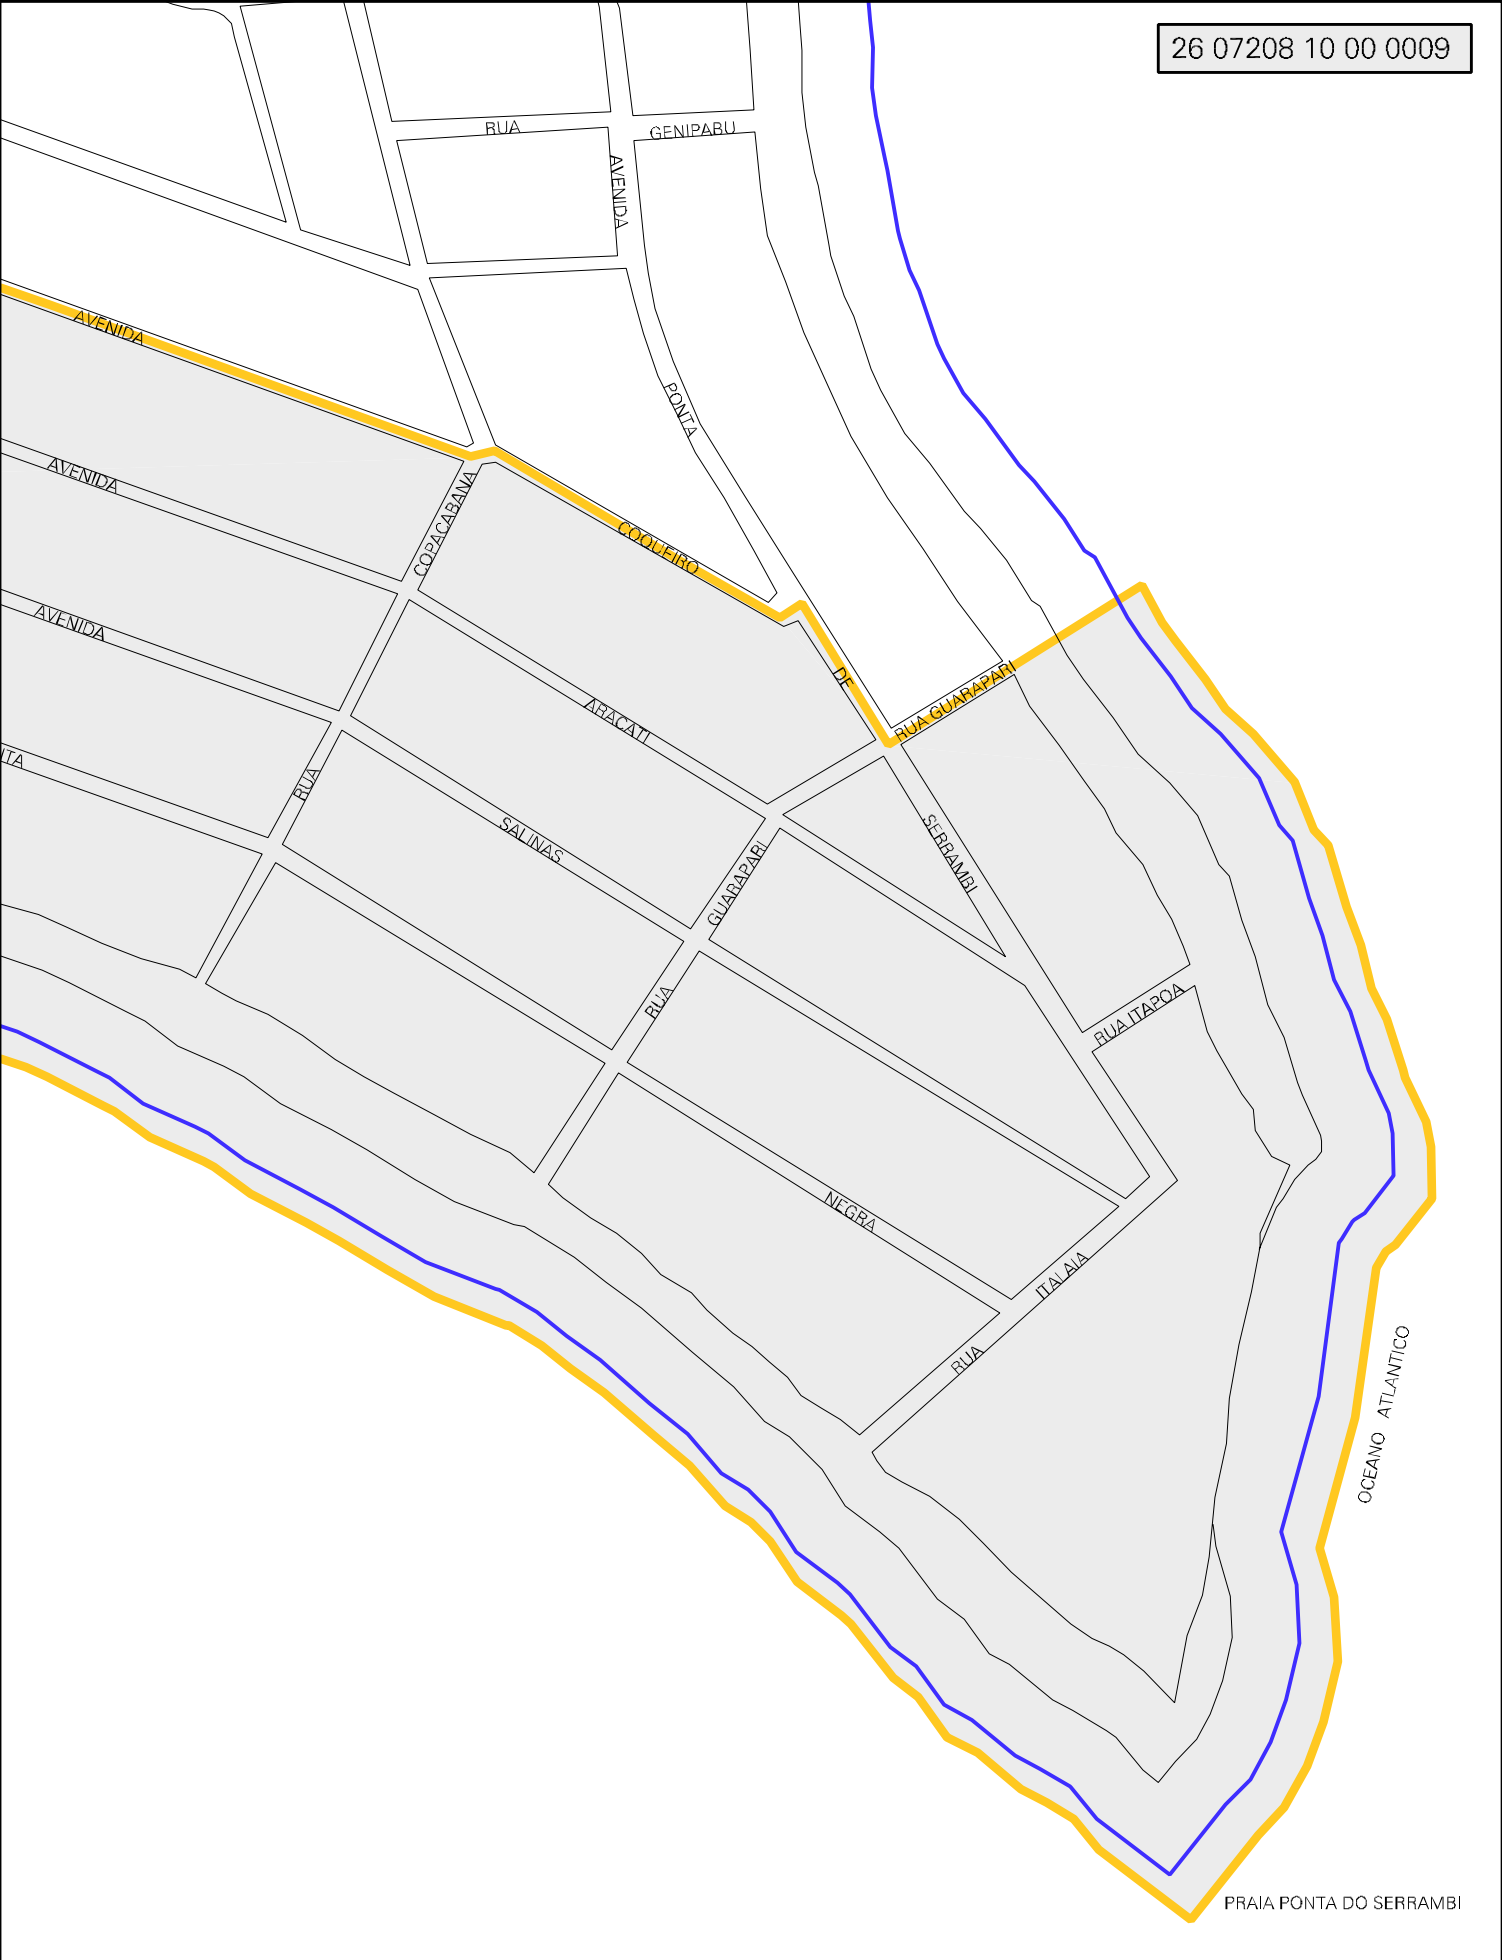 26 07208 10 00 0009
RUA
GENIPABU
AVENIDA
AVENIDA
PONTA
AVENIDA
COPACABANA
COQUEIRO
AVENIDA
DE
RUA GUARAPARI
ARACATI
ITA
RUA
SALINAS
SERRAMBI
GUARAPARI
RUA
RUA ITAPOA
NEGRA
ITALAIA
RUA
OCEANO ATLANTICO
PRAIA PONTA DO SERRAMBI